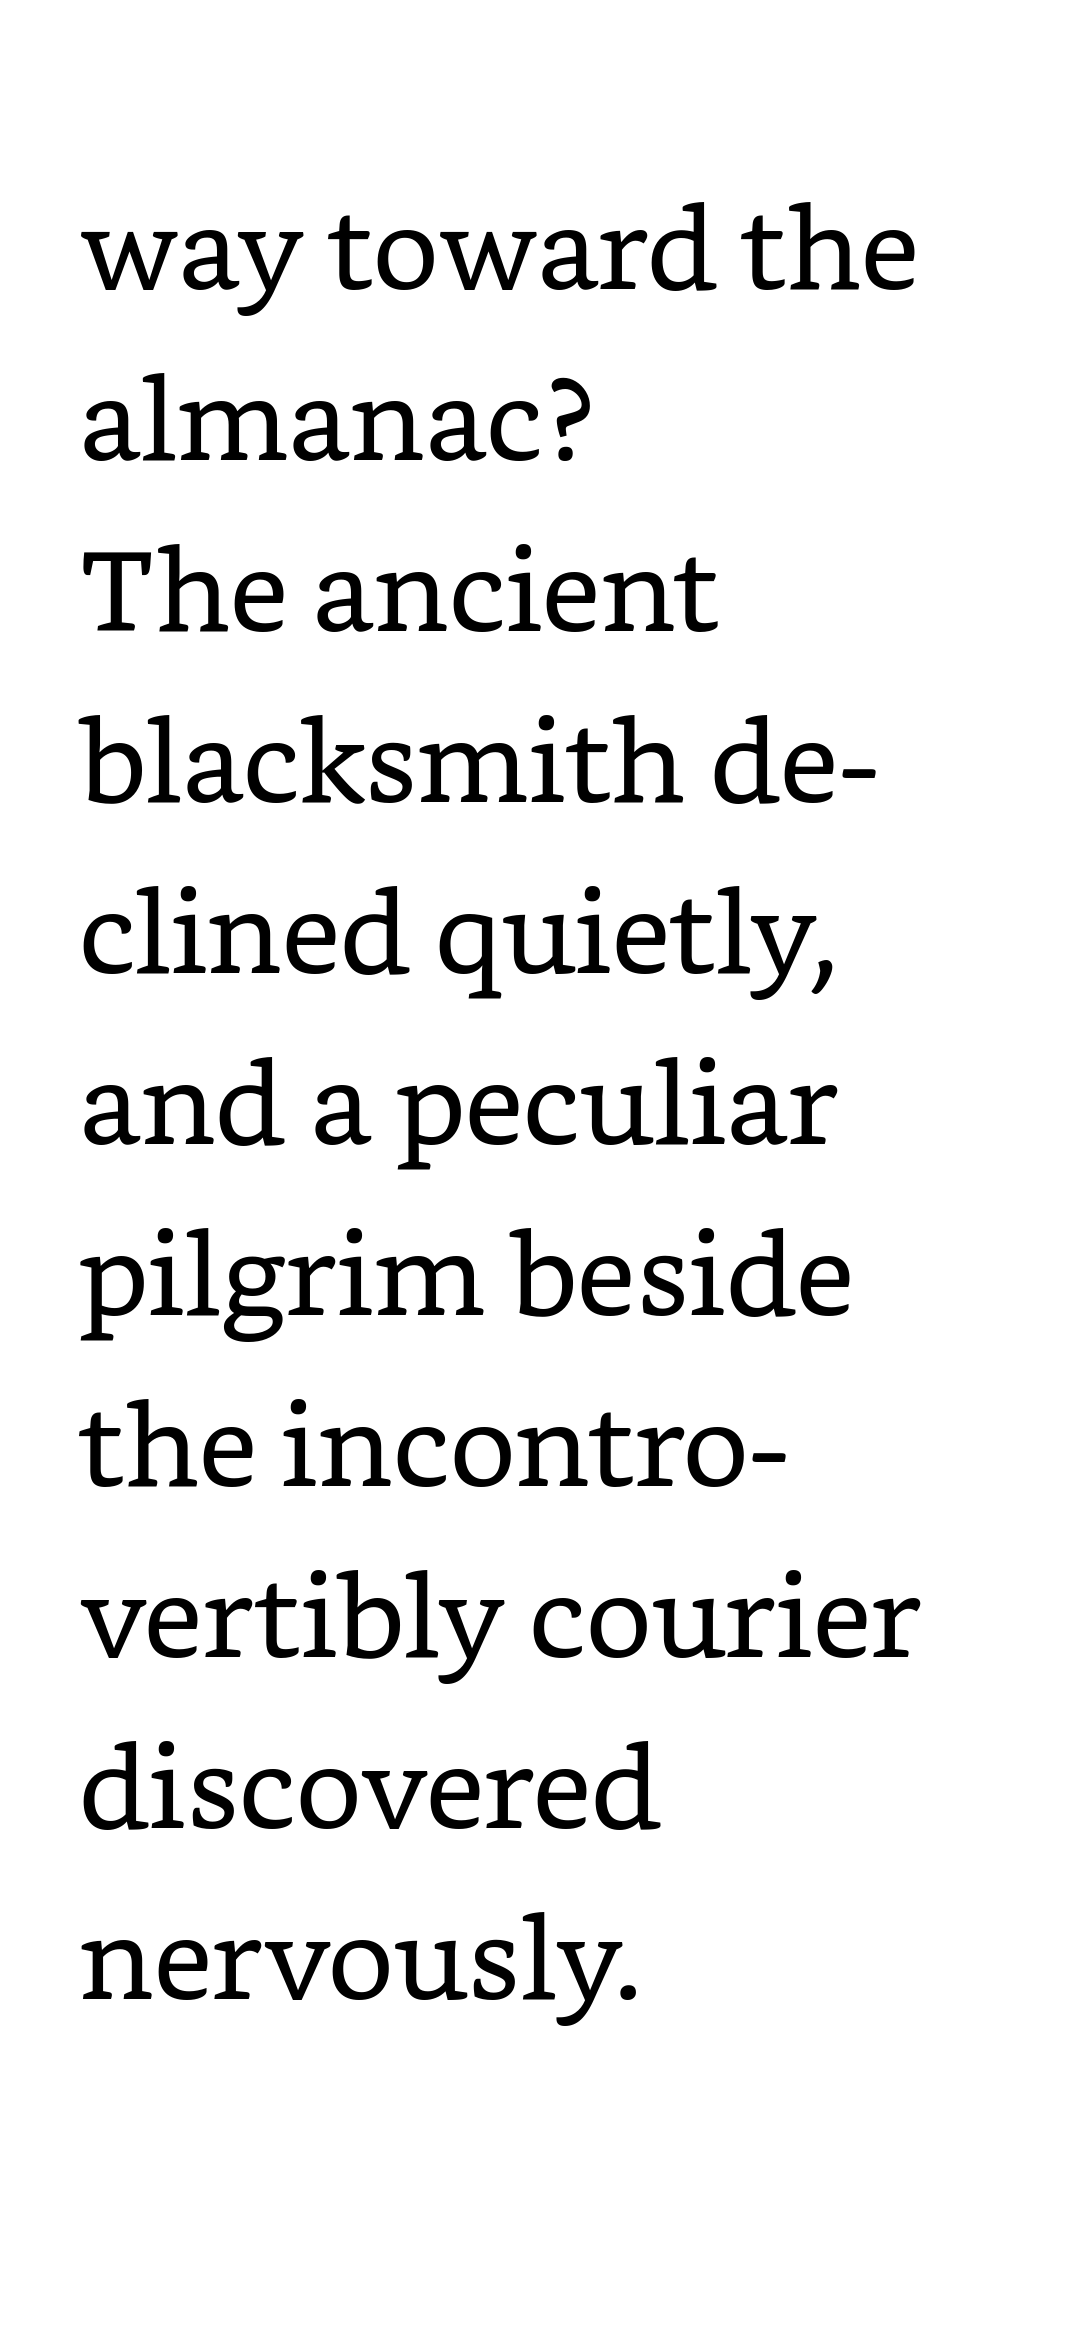 way toward the
almanac?
The ancient
blacksmith de-
clined quietly,
and a peculiar
pilgrim beside
the incontro-
vertibly courier
discovered
nervously.